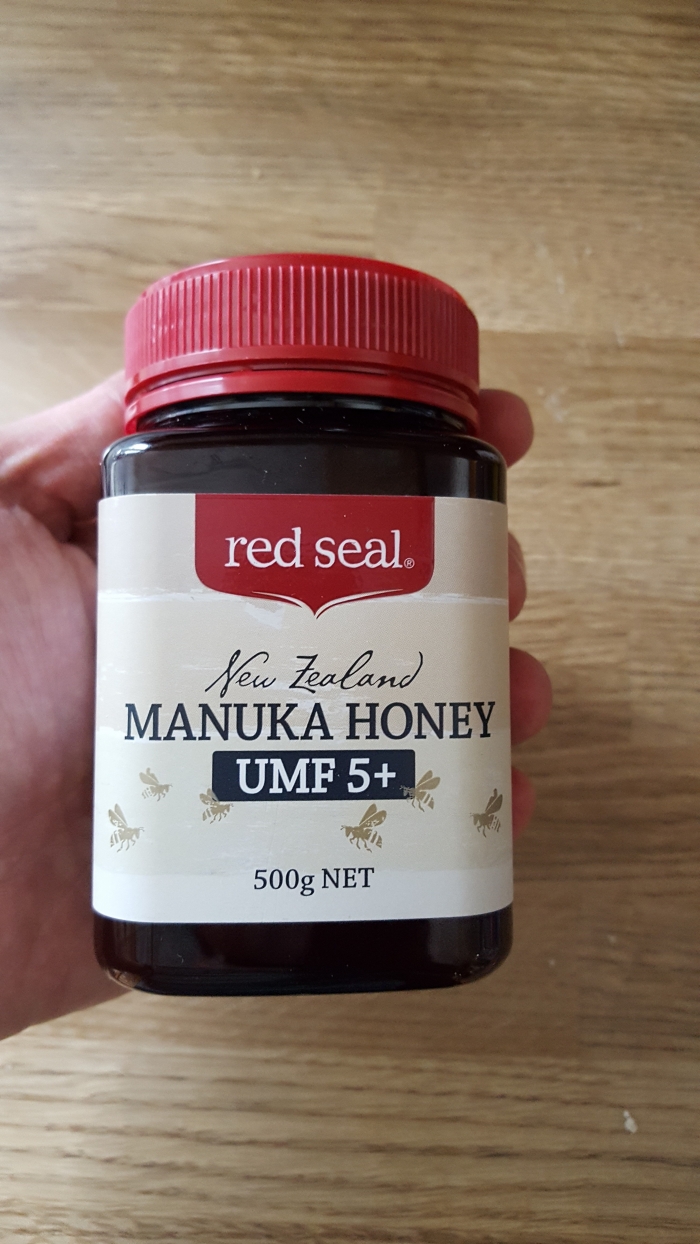 red seal®
New Zealand
MANUKA HONEY
UMF 5+
500g NET